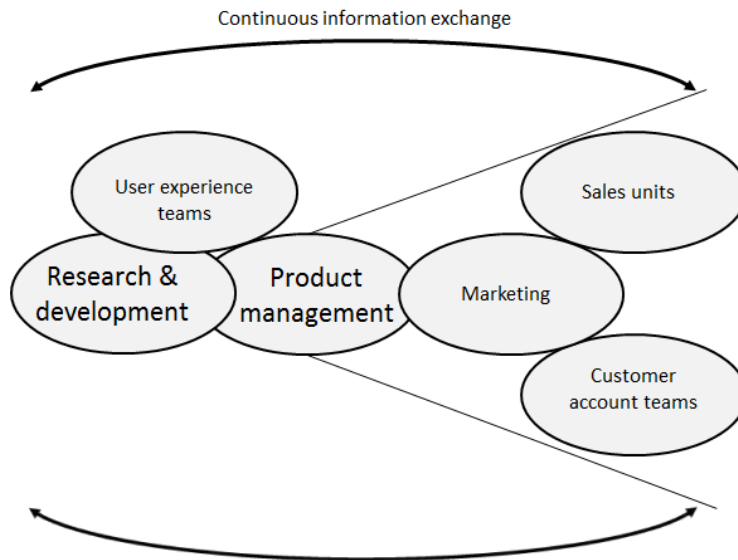 Continuous information exchange
User experience
teams
Sales units
Research &
development
Product
management
Marketing
Customer
account teams